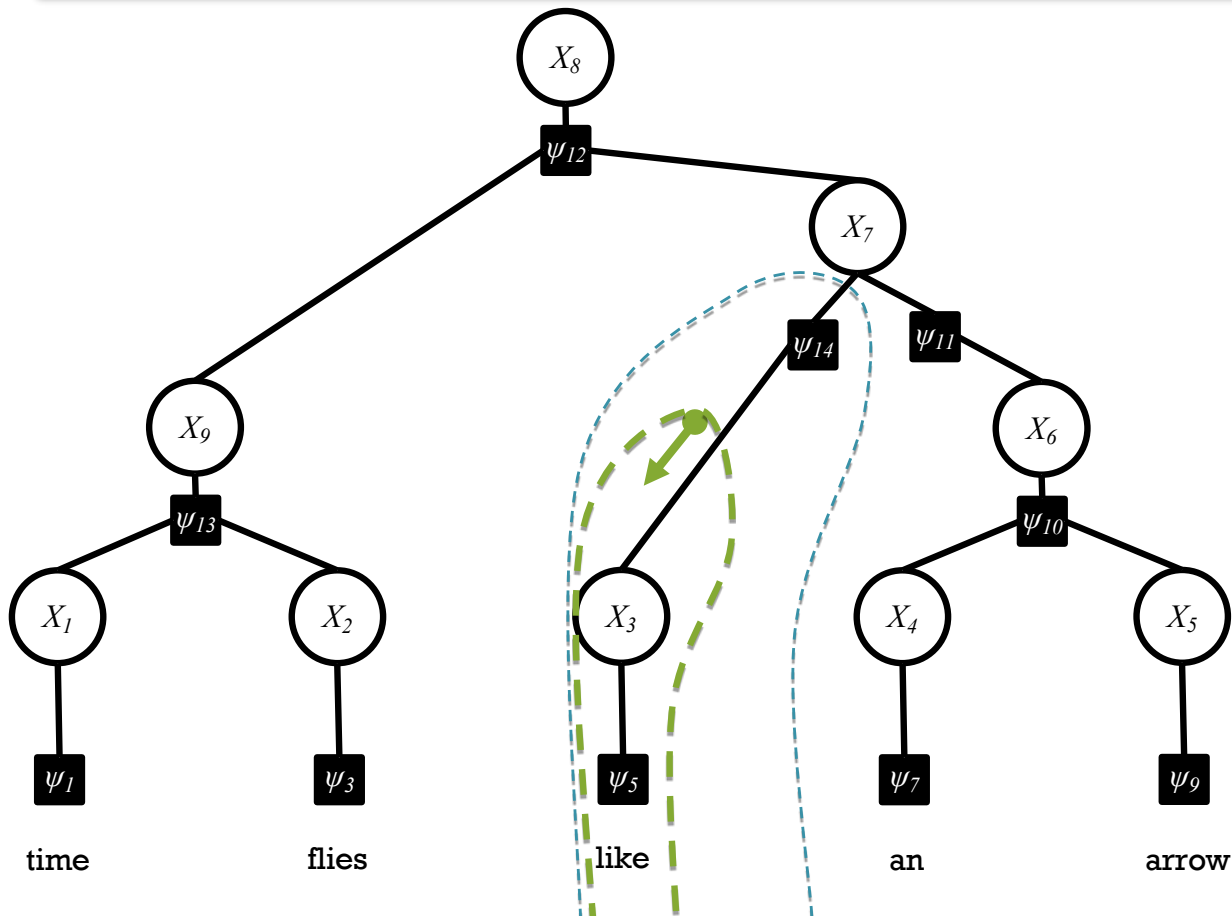 X₈
ψ₁₂
X₇
ψ₁₄ ψ₁₁
X₉ X₆
ψ₁₃ ψ₁₀
X₁ X₂ X₃ X₄ X₅
ψ₁ ψ₃ ψ₅ ψ₇ ψ₉
time flies like an arrow